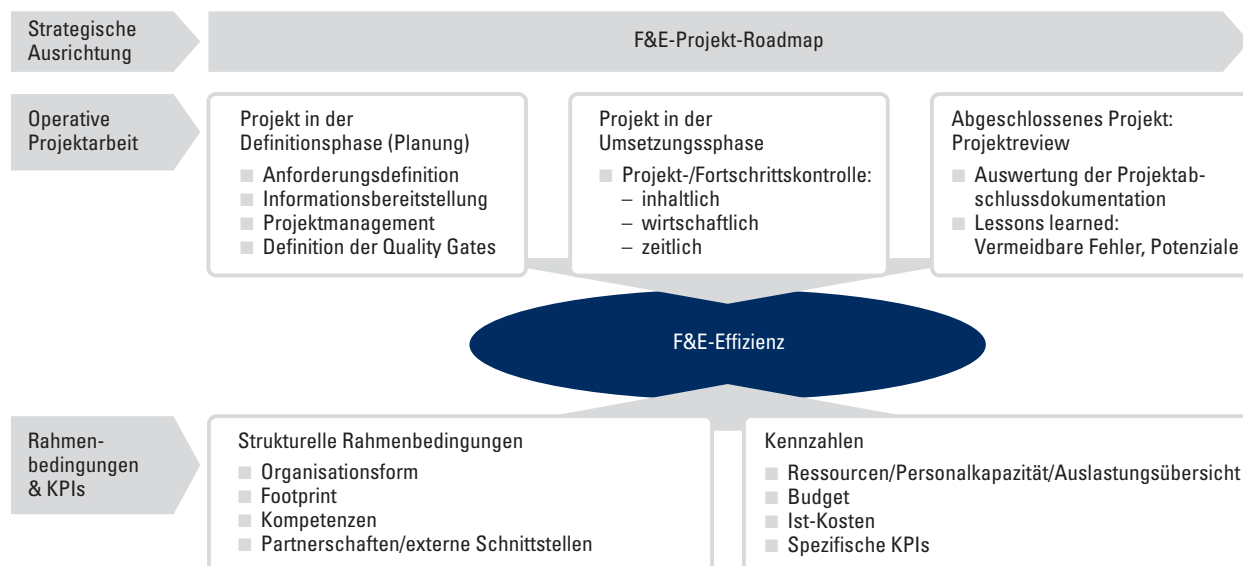 Strategische
Ausrichtung
F&E-Projekt-Roadmap
Operative
Projektarbeit
Projekt in der
Definitionsphase (Planung)
Anforderungsdefinition
Informationsbereitstellung
Projektmanagement
Definition der Quality Gates
Projekt in der
Umsetzungssphase
Projekt-/Fortschrittskontrolle:
– inhaltlich
– wirtschaftlich
– zeitlich
Abgeschlossenes Projekt:
Projektreview
Auswertung der Projektab-
schlussdokumentation
Lessons learned:
Vermeidbare Fehler, Potenziale
F&E-Effizienz
Rahmen-
bedingungen
& KPIs
Strukturelle Rahmenbedingungen
Organisationsform
Footprint
Kompetenzen
Partnerschaften/externe Schnittstellen
Kennzahlen
Ressourcen/Personalkapazität/Auslastungsübersicht
Budget
Ist-Kosten
Spezifische KPIs